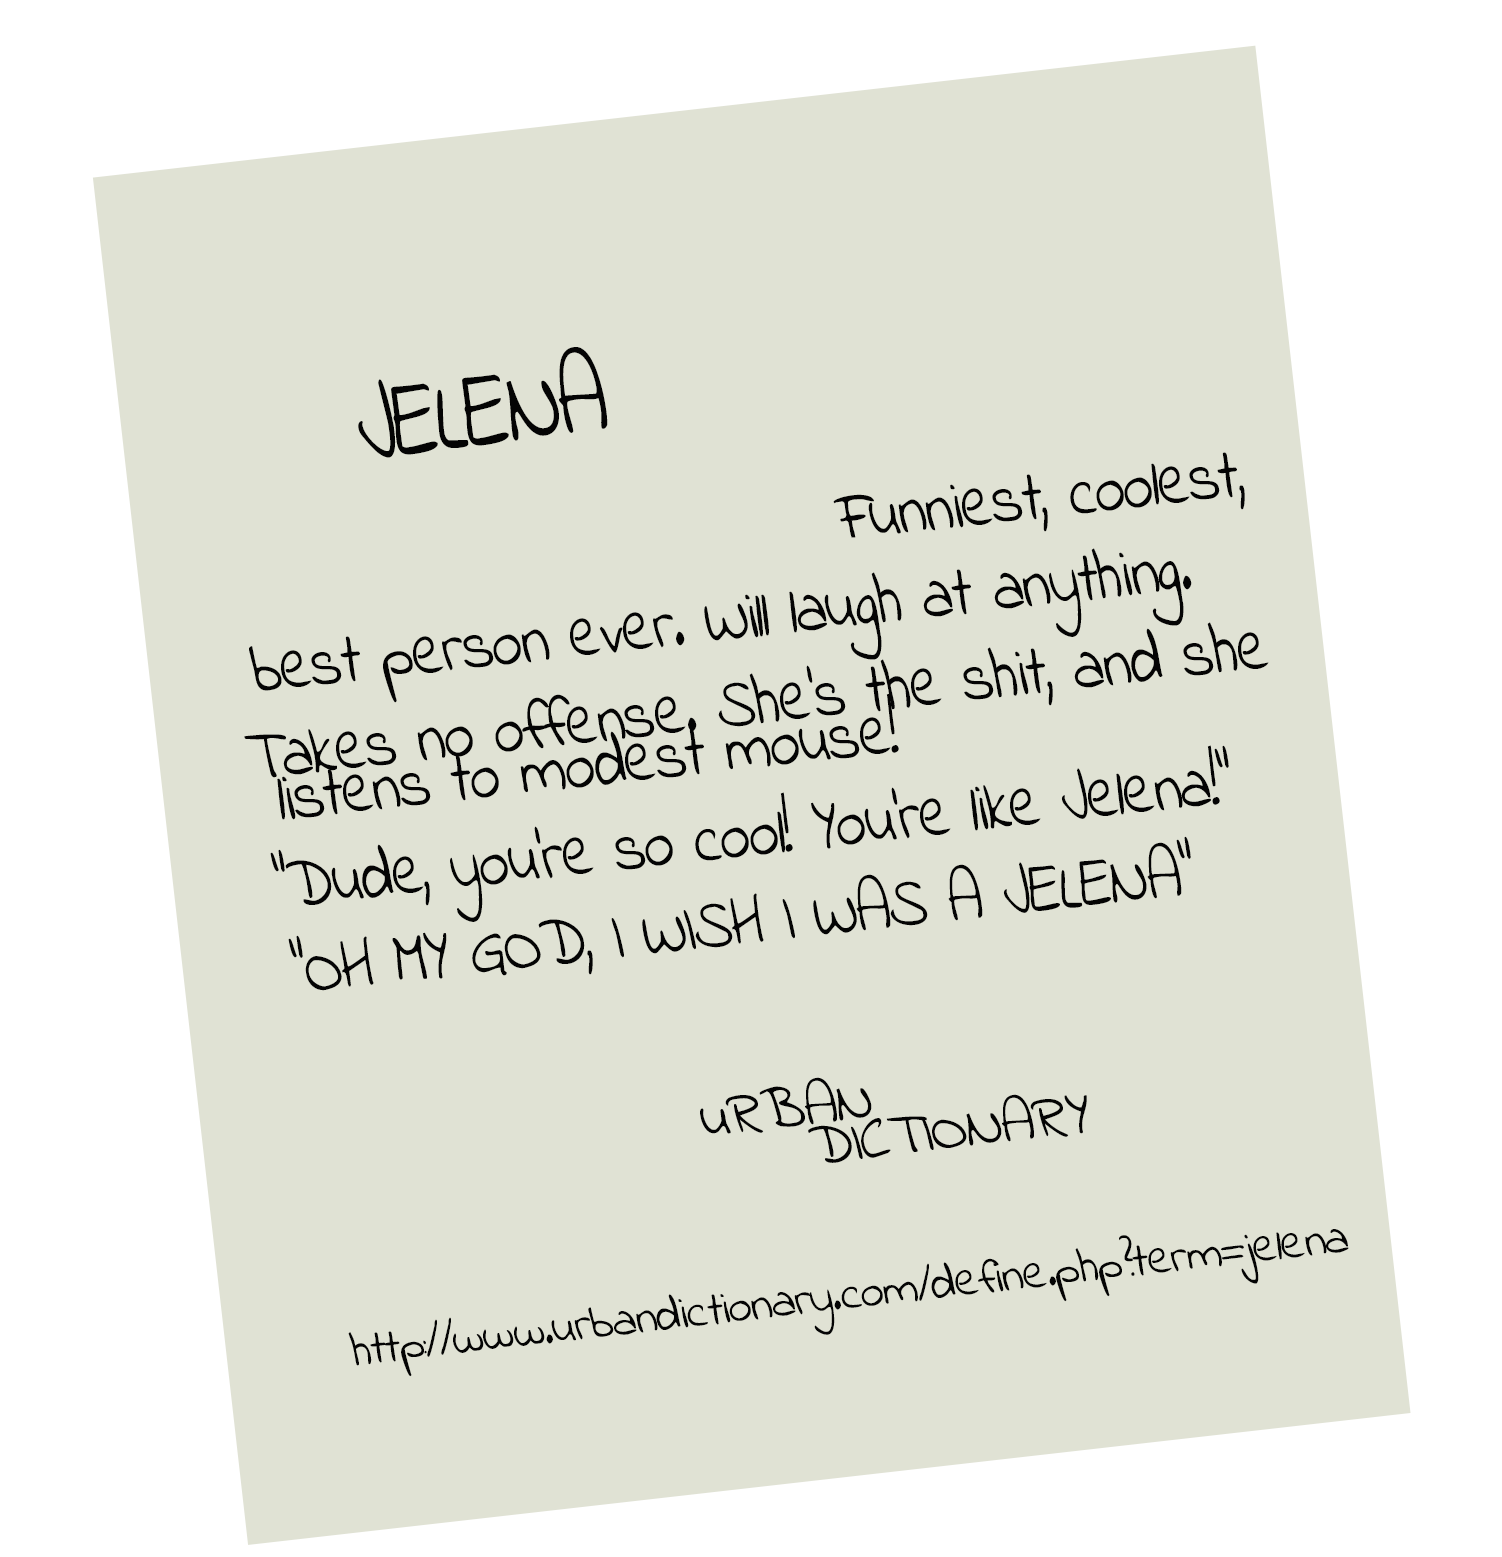 JELENA
Funniest, coolest,
best person ever. Will laugh at anything.
Takes no offense. She's the shit, and she
listens to modest mouse!
"Dude, you're so cool! You're like Jelena!"
"OH MY GOD, I WISH I WAS A JELENA"
URBAN
DICTIONARY
http://www.urbandictionary.com/define.php?term=jelena